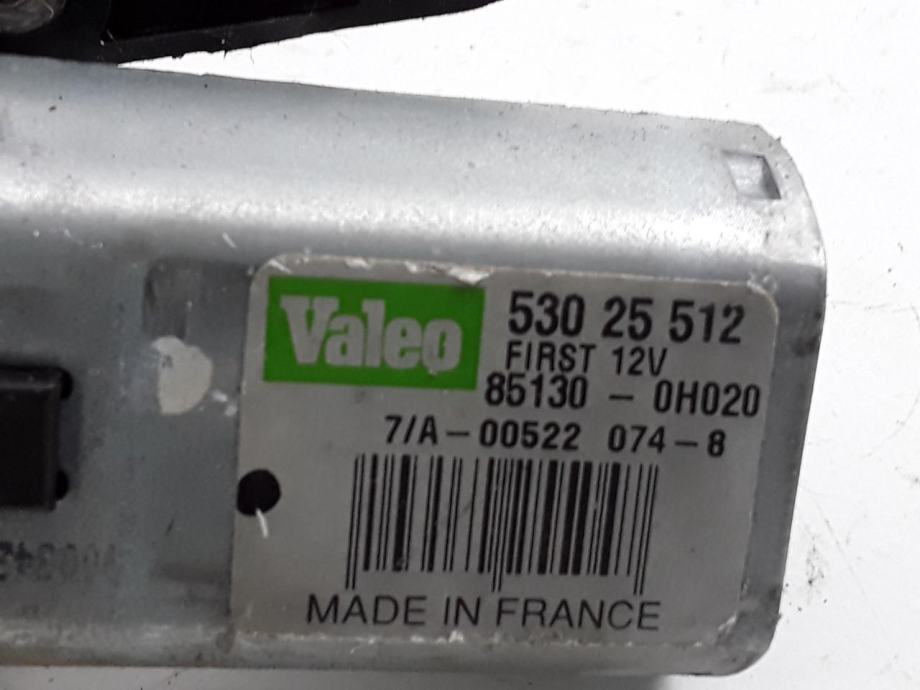 Valeo
530 25 512
FIRST 12V
85130 - 0H020
7/A-00522 074-8
MADE IN FRANCE